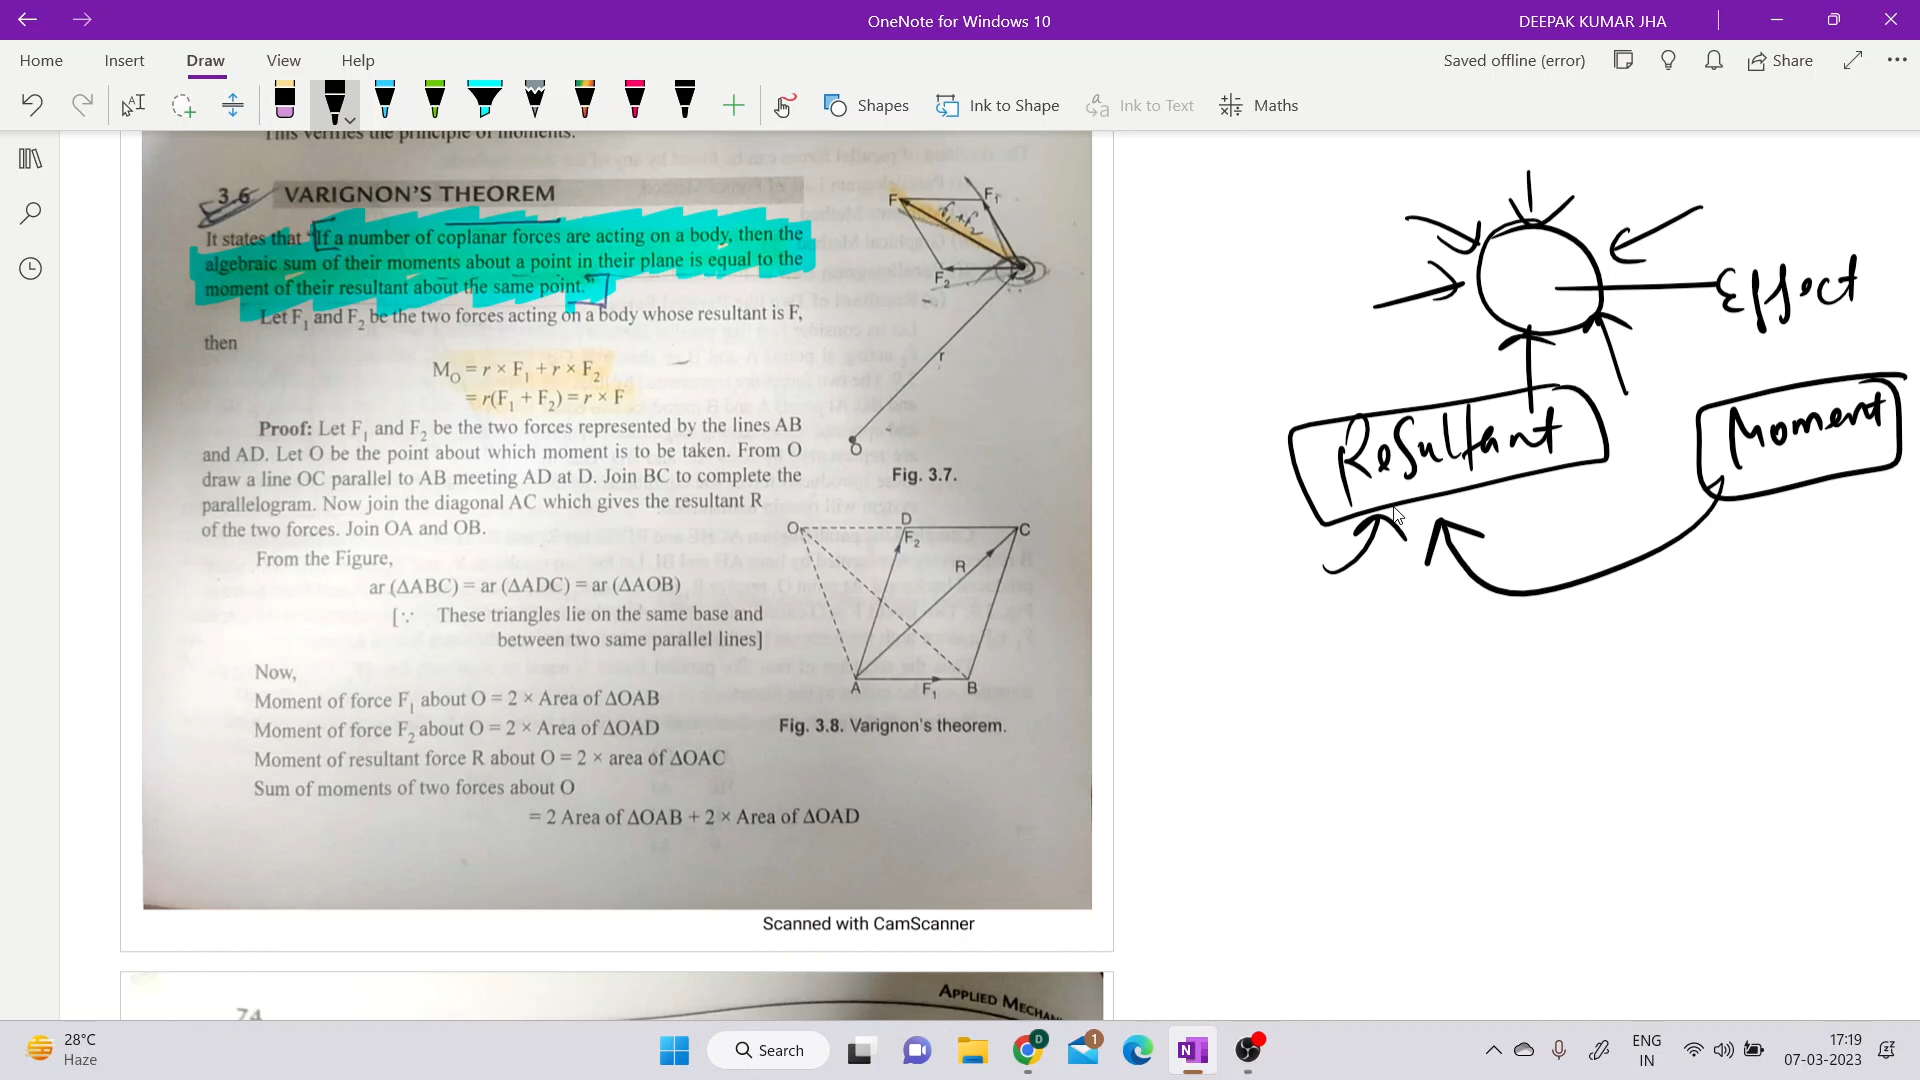 OneNote for Windows 10
DEEPAK KUMAR JHA
Home Insert Draw View Help
Saved offline (error)
Share
Shapes
Ink to Shape
Ink to Text
Maths
This verifies the principle of moments.
3.6 VARIGNON'S THEOREM
It states that "If a number of coplanar forces are acting on a body, then the
algebraic sum of their moments about a point in their plane is equal to the
moment of their resultant about the same point."
Let F₁ and F₂ be the two forces acting on a body whose resultant is F,
then
M_O = r × F₁ + r × F₂
= r(F₁ + F₂) = r × F
Proof: Let F₁ and F₂ be the two forces represented by the lines AB
and AD. Let O be the point about which moment is to be taken. From O
draw a line OC parallel to AB meeting AD at D. Join BC to complete the
parallelogram. Now join the diagonal AC which gives the resultant R
of the two forces. Join OA and OB.
From the Figure,
ar (ΔABC) = ar (ΔADC) = ar (ΔAOB)
[∵ These triangles lie on the same base and
between two same parallel lines]
Now,
Moment of force F₁ about O = 2 × Area of ΔOAB
Moment of force F₂ about O = 2 × Area of ΔOAD
Moment of resultant force R about O = 2 × area of ΔOAC
Sum of moments of two forces about O
= 2 Area of ΔOAB + 2 × Area of ΔOAD
F
F₁
F₁+F₂
F₂
r
O
Fig. 3.7.
O
D
C
F₂
R
A
F₁
B
Fig. 3.8. Varignon's theorem.
Scanned with CamScanner
74
APPLIED MECHAN
Effect
Resultant
Moment
28°C
Haze
Search
D
1
N
ENG
IN
17:19
07-03-2023